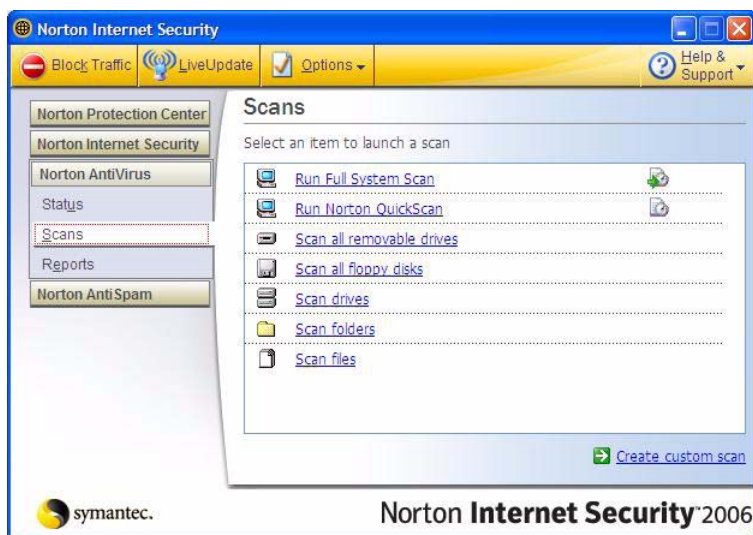 Norton Internet Security
Block Traffic LiveUpdate Options Help & Support
Norton Protection Center
Norton Internet Security
Norton AntiVirus
Status
Scans
Reports
Norton AntiSpam
Scans
Select an item to launch a scan
Run Full System Scan
Run Norton QuickScan
Scan all removable drives
Scan all floppy disks
Scan drives
Scan folders
Scan files
Create custom scan
symantec.
Norton Internet Security™ 2006